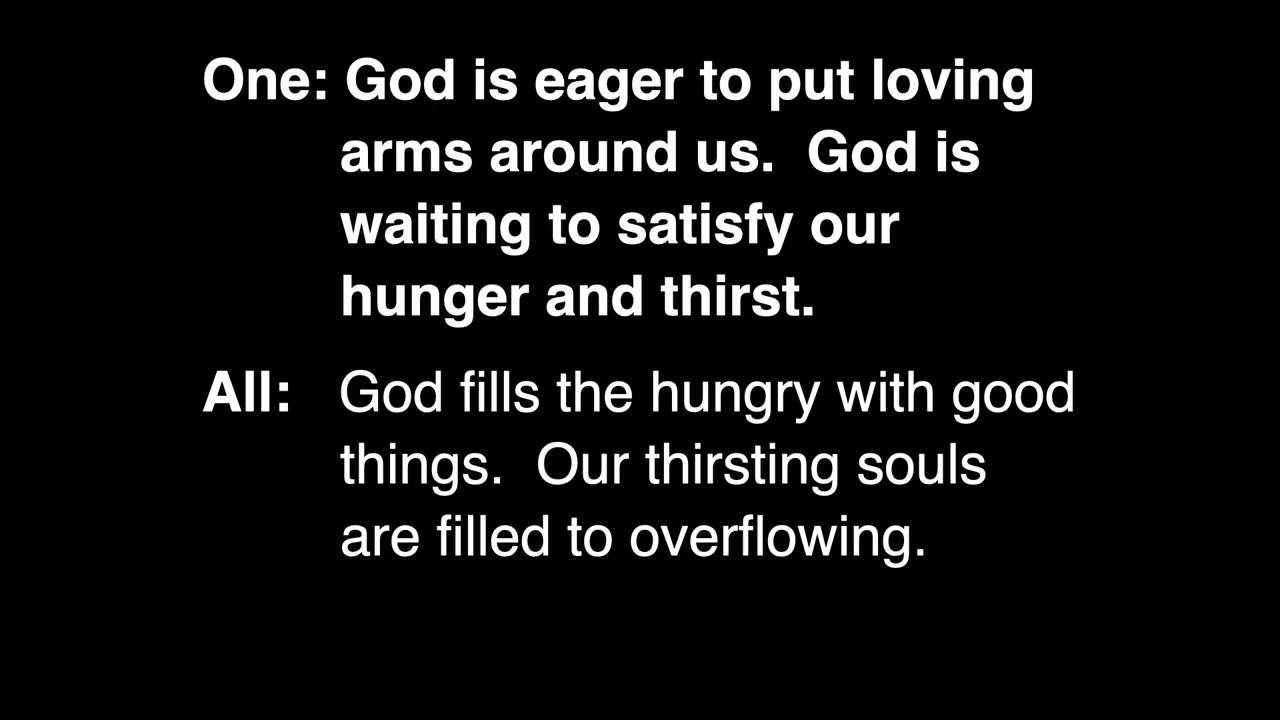 One: God is eager to put loving
arms around us.  God is
waiting to satisfy our
hunger and thirst.
All: God fills the hungry with good
things.  Our thirsting souls
are filled to overflowing.